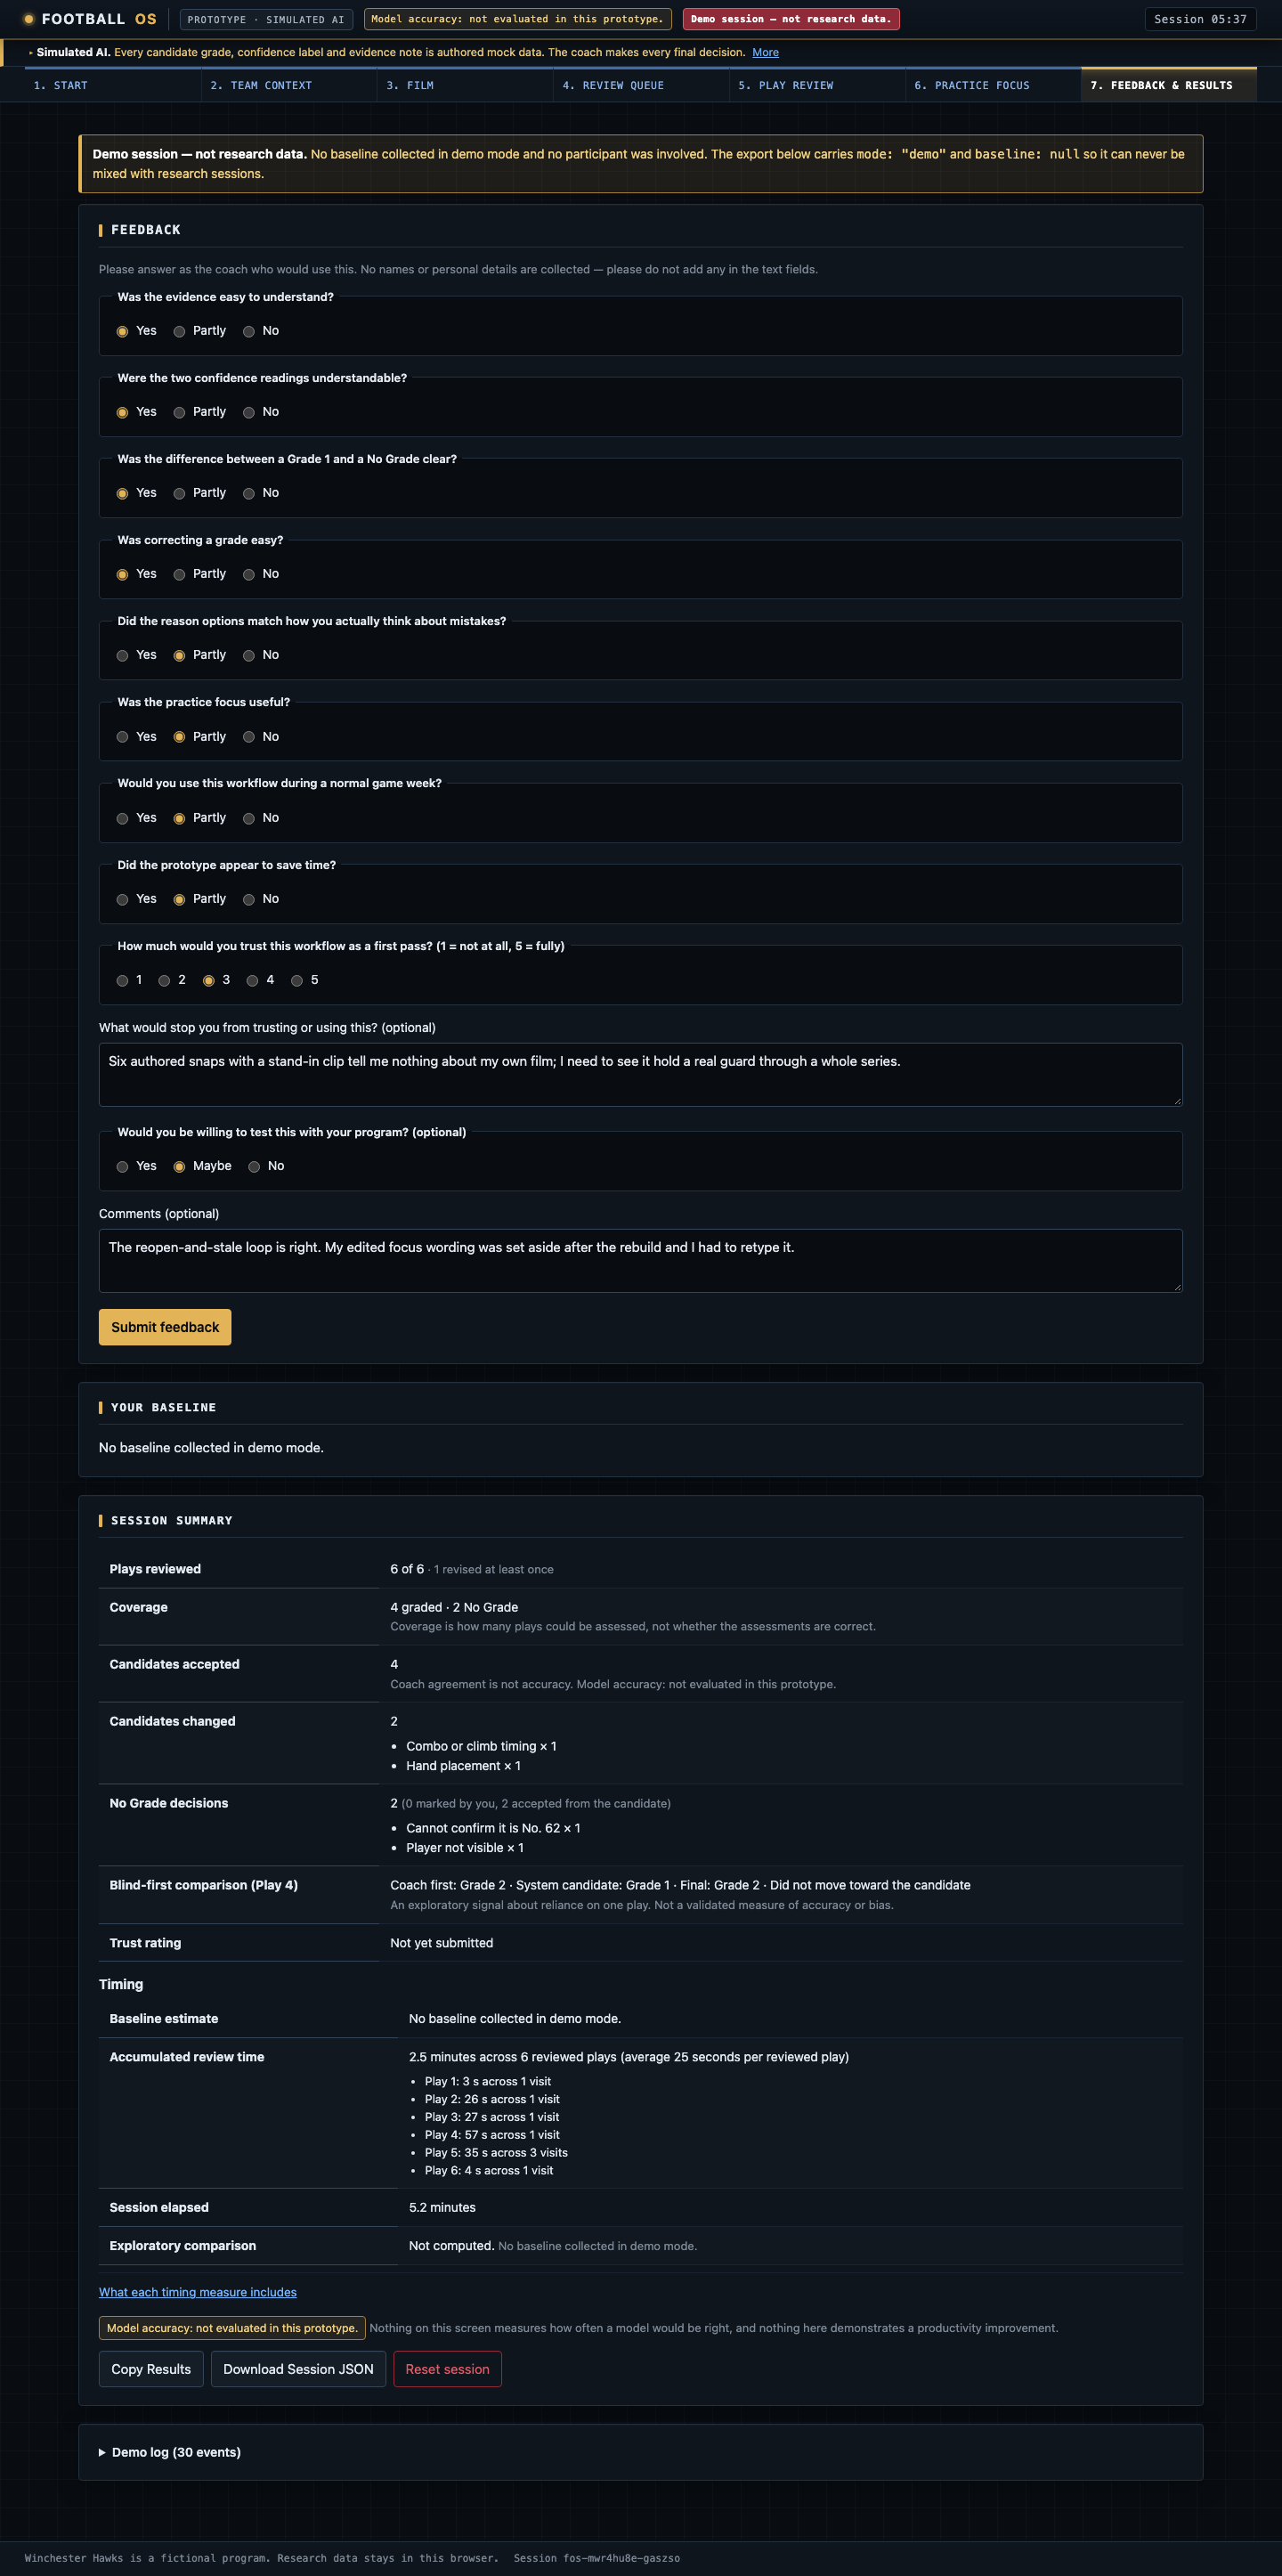 FOOTBALL OS
PROTOTYPE · SIMULATED AI
Model accuracy: not evaluated in this prototype.
Demo session — not research data.
Session 05:37
Simulated AI. Every candidate grade, confidence label and evidence note is authored mock data. The coach makes every final decision. More
1. START
2. TEAM CONTEXT
3. FILM
4. REVIEW QUEUE
5. PLAY REVIEW
6. PRACTICE FOCUS
7. FEEDBACK & RESULTS
Demo session — not research data. No baseline collected in demo mode and no participant was involved. The export below carries mode: "demo" and baseline: null so it can never be
mixed with research sessions.
FEEDBACK
Please answer as the coach who would use this. No names or personal details are collected — please do not add any in the text fields.
Was the evidence easy to understand?
Yes Partly No
Were the two confidence readings understandable?
Yes Partly No
Was the difference between a Grade 1 and a No Grade clear?
Yes Partly No
Was correcting a grade easy?
Yes Partly No
Did the reason options match how you actually think about mistakes?
Yes Partly No
Was the practice focus useful?
Yes Partly No
Would you use this workflow during a normal game week?
Yes Partly No
Did the prototype appear to save time?
Yes Partly No
How much would you trust this workflow as a first pass? (1 = not at all, 5 = fully)
1 2 3 4 5
What would stop you from trusting or using this? (optional)
Six authored snaps with a stand-in clip tell me nothing about my own film; I need to see it hold a real guard through a whole series.
Would you be willing to test this with your program? (optional)
Yes Maybe No
Comments (optional)
The reopen-and-stale loop is right. My edited focus wording was set aside after the rebuild and I had to retype it.
Submit feedback
YOUR BASELINE
No baseline collected in demo mode.
SESSION SUMMARY
Plays reviewed 6 of 6 · 1 revised at least once
Coverage 4 graded · 2 No Grade
Coverage is how many plays could be assessed, not whether the assessments are correct.
Candidates accepted 4
Coach agreement is not accuracy. Model accuracy: not evaluated in this prototype.
Candidates changed 2
• Combo or climb timing × 1
• Hand placement × 1
No Grade decisions 2 (0 marked by you, 2 accepted from the candidate)
• Cannot confirm it is No. 62 × 1
• Player not visible × 1
Blind-first comparison (Play 4) Coach first: Grade 2 · System candidate: Grade 1 · Final: Grade 2 · Did not move toward the candidate
An exploratory signal about reliance on one play. Not a validated measure of accuracy or bias.
Trust rating Not yet submitted
Timing
Baseline estimate No baseline collected in demo mode.
Accumulated review time 2.5 minutes across 6 reviewed plays (average 25 seconds per reviewed play)
• Play 1: 3 s across 1 visit
• Play 2: 26 s across 1 visit
• Play 3: 27 s across 1 visit
• Play 4: 57 s across 1 visit
• Play 5: 35 s across 3 visits
• Play 6: 4 s across 1 visit
Session elapsed 5.2 minutes
Exploratory comparison Not computed. No baseline collected in demo mode.
What each timing measure includes
Model accuracy: not evaluated in this prototype. Nothing on this screen measures how often a model would be right, and nothing here demonstrates a productivity improvement.
Copy Results
Download Session JSON
Reset session
Demo log (30 events)
Winchester Hawks is a fictional program. Research data stays in this browser. Session fos-mwr4hu8e-gaszso